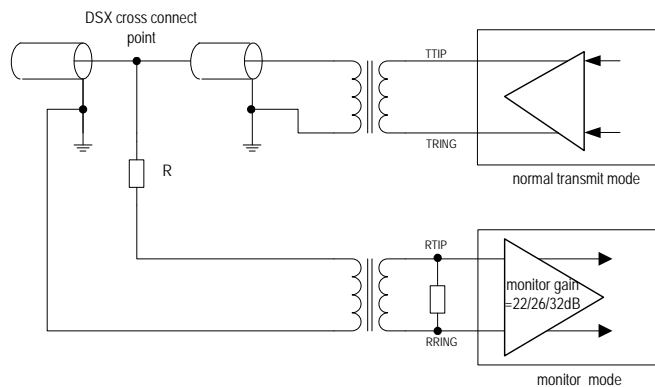 DSX cross connect
point
TTIP
TRING
normal transmit mode
R
RTIP
monitor gain
=22/26/32dB
RRING
monitor mode